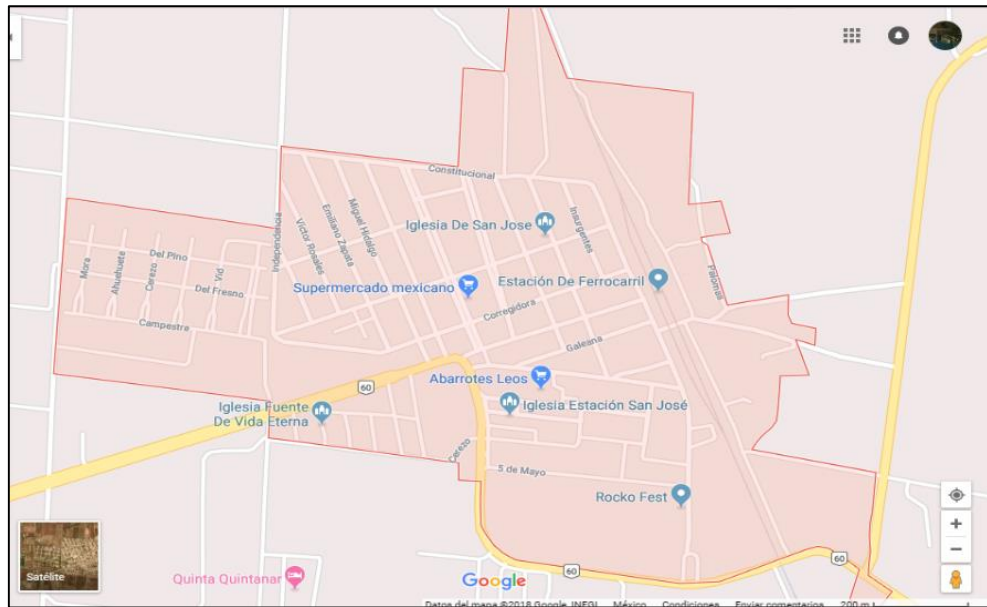 Constitucional
Insurgentes
Iglesia De San Jose
Miguel Hidalgo
Emiliano Zapata
Víctor Rosales
Independencia
Palomas
Estación De Ferrocarril
Supermercado mexicano
Mora
Ahuehuete
Cerezo
Del Pino
Vid
Del Fresno
Campestre
Corregidora
Galeana
60
Abarrotes Leos
Iglesia Fuente
De Vida Eterna
Iglesia Estación San José
Cerezo
5 de Mayo
Rocko Fest
60
60
Satélite
Quinta Quintanar
Google
Datos del mapa ©2018 Google, INEGI México Condiciones Enviar comentarios 200 m